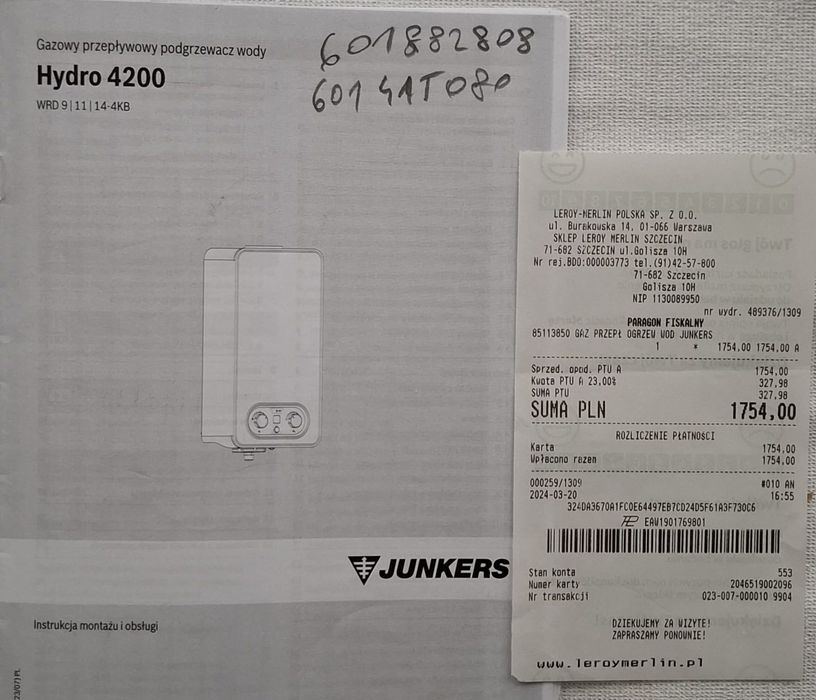 Gazowy przepływowy podgrzewacz wody
Hydro 4200
WRD 9|11|14-4KB
601882808
601 41T080
JUNKERS
Instrukcja montażu i obsługi
LEROY-MERLIN POLSKA SP. Z O.O.
ul. Burakowska 14, 01-066 Warszawa
SKLEP LEROY MERLIN SZCZECIN
71-682 SZCZECIN ul.Golisza 10H
Nr rej.BDO:000003773 tel.(91)42-57-800
71-682 Szczecin
Golisza 10H
NIP 1130089950
nr wydr. 489376/1309
PARAGON FISKALNY
85113850 GAZ PRZEPŁ OGRZEW WOD JUNKERS
1 * 1754,00 1754,00 A
Sprzed. opod. PTU A 1754,00
Kwota PTU A 23,00% 327,98
SUMA PTU 327,98
SUMA PLN 1754,00
ROZLICZENIE PŁATNOŚCI
Karta 1754,00
Wpłacono razem 1754,00
000259/1309 #010 AN
2024-03-20 16:55
324DA3670A1FC0E64497EB7CD24D5F61A3F730C6
EAW1901769801
Stan konta 553
Numer karty 2046519002096
Nr transakcji 023-007-000010 9904
DZIĘKUJEMY ZA WIZYTE!
ZAPRASZAMY PONOWNIE!
www.leroymerlin.pl